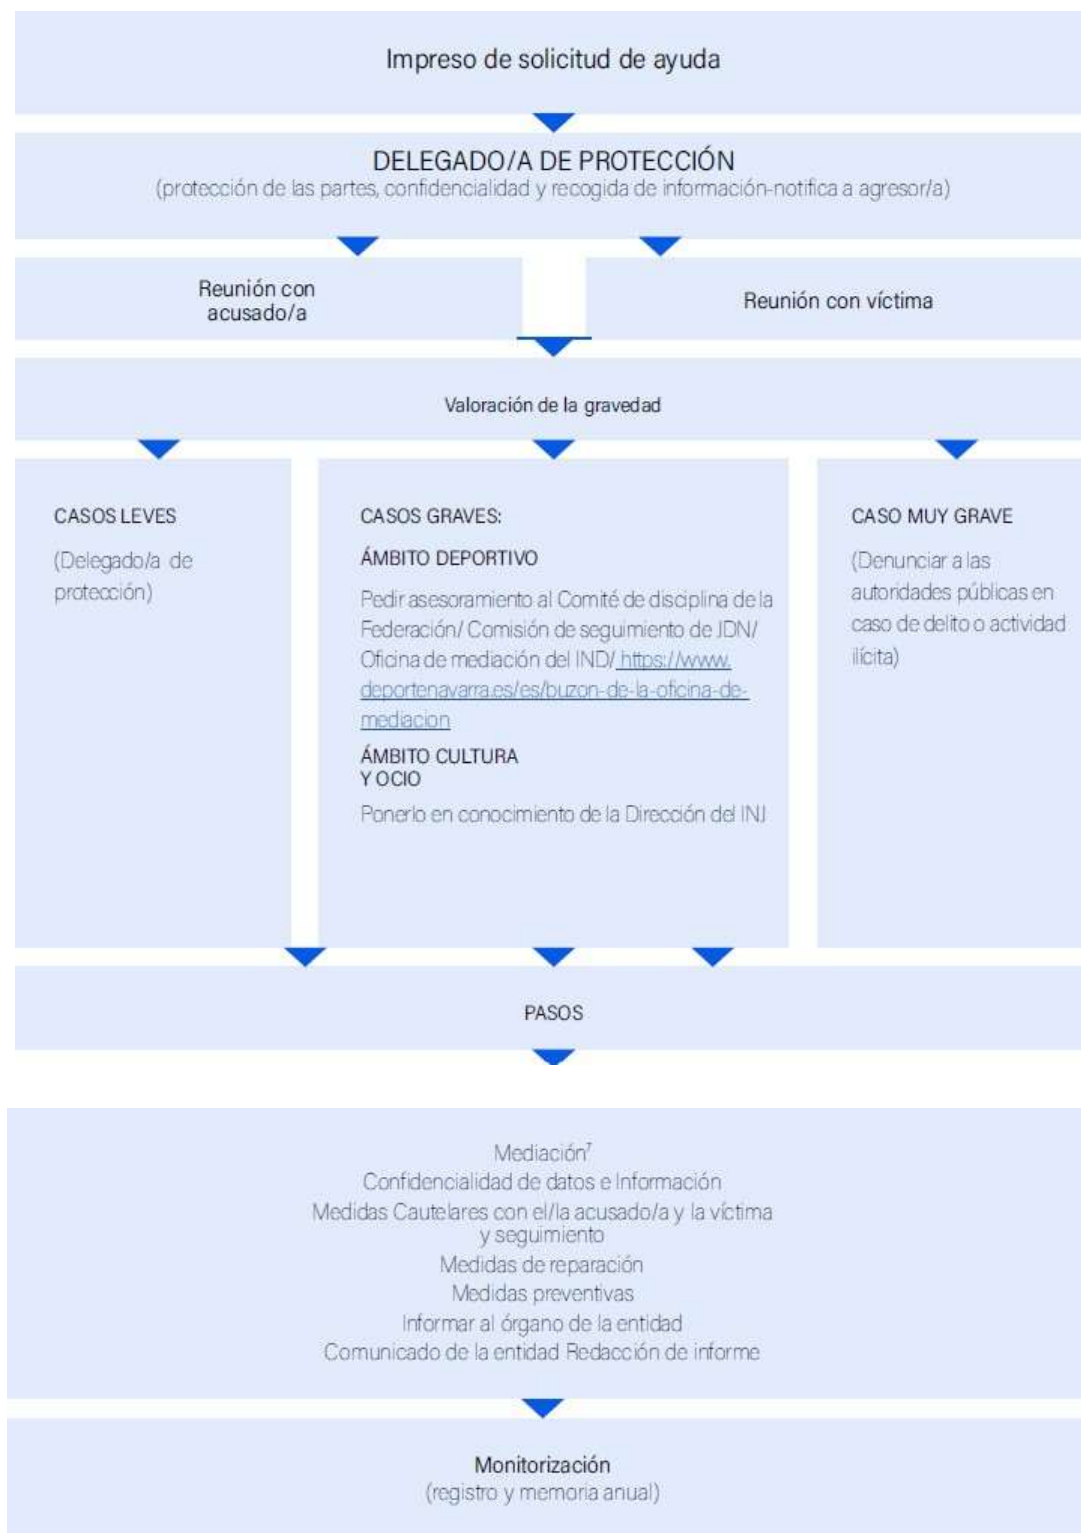 Impreso de solicitud de ayuda
DELEGADO/A DE PROTECCIÓN
(protección de las partes, confidencialidad y recogida de información-notifica a agresor/a)
Reunión con
acusado/a
Reunión con víctima
Valoración de la gravedad
CASOS LEVES
(Delegado/a de
protección)
CASOS GRAVES:
ÁMBITO DEPORTIVO
Pedir asesoramiento al Comité de disciplina de la
Federación/ Comisión de seguimiento de JDN/
Oficina de mediación del IND/ https://www.
deportenavarra.es/es/buzon-de-la-oficina-de-
mediacion
ÁMBITO CULTURA
Y OCIO
Ponerlo en conocimiento de la Dirección del INJ
CASO MUY GRAVE
(Denunciar a las
autoridades públicas en
caso de delito o actividad
ilícita)
PASOS
Mediación⁷
Confidencialidad de datos e Información
Medidas Cautelares con el/la acusado/a y la víctima
y seguimiento
Medidas de reparación
Medidas preventivas
Informar al órgano de la entidad
Comunicado de la entidad Redacción de informe
Monitorización
(registro y memoria anual)